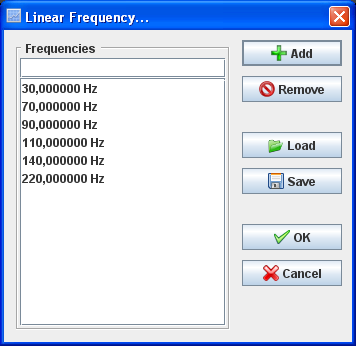 Linear Frequency...
Frequencies
30,000000 Hz
70,000000 Hz
90,000000 Hz
110,000000 Hz
140,000000 Hz
220,000000 Hz
Add
Remove
Load
Save
OK
Cancel